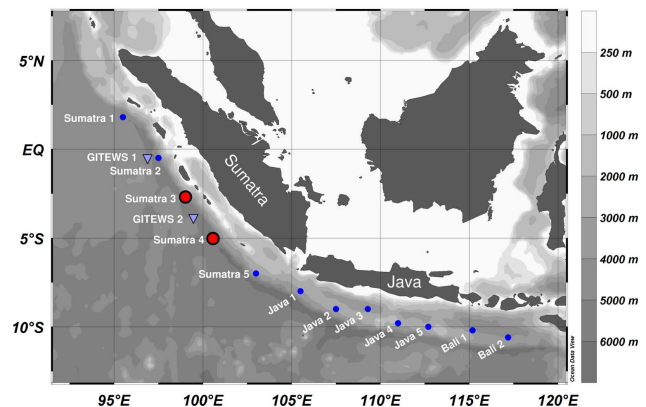 5°N
EQ
5°S
10°S
95°E
100°E
105°E
110°E
115°E
120°E
Sumatra 1
GITEWS 1
Sumatra 2
Sumatra 3
GITEWS 2
Sumatra 4
Sumatra 5
Java 1
Java 2
Java 3
Java 4
Java 5
Bali 1
Bali 2
Sumatra
Java
Ocean Data View
250 m
500 m
1000 m
2000 m
3000 m
4000 m
5000 m
6000 m